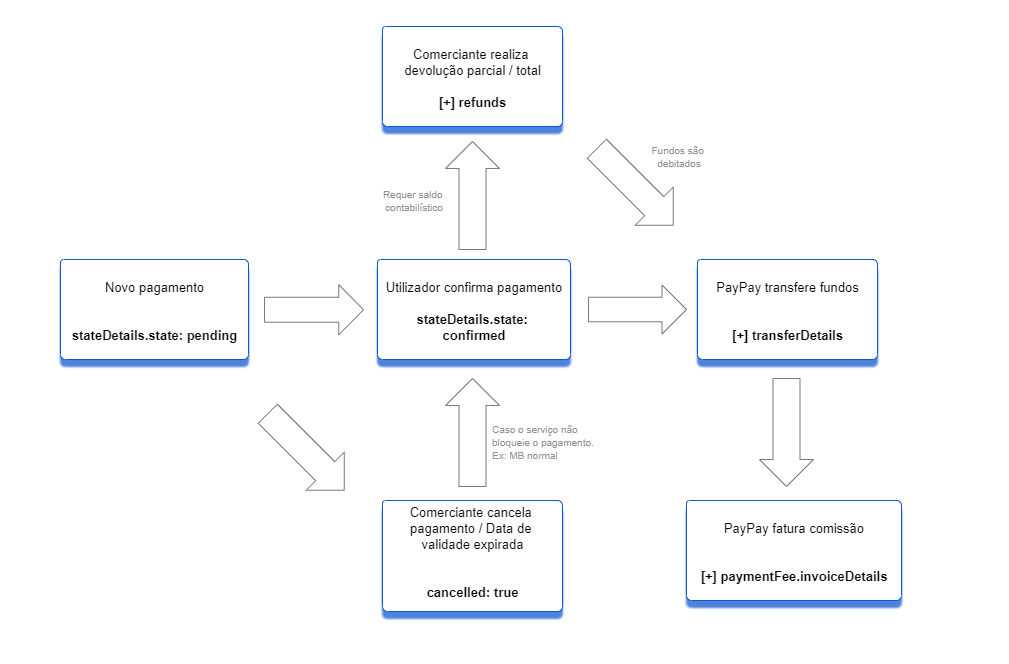 Comerciante realiza
devolução parcial / total
[+] refunds
Fundos são
debitados
Requer saldo
contabilístico
Novo pagamento
stateDetails.state: pending
Utilizador confirma pagamento
stateDetails.state:
confirmed
PayPay transfere fundos
[+] transferDetails
Caso o serviço não
bloqueie o pagamento.
Ex: MB normal
Comerciante cancela
pagamento / Data de
validade expirada
cancelled: true
PayPay fatura comissão
[+] paymentFee.invoiceDetails